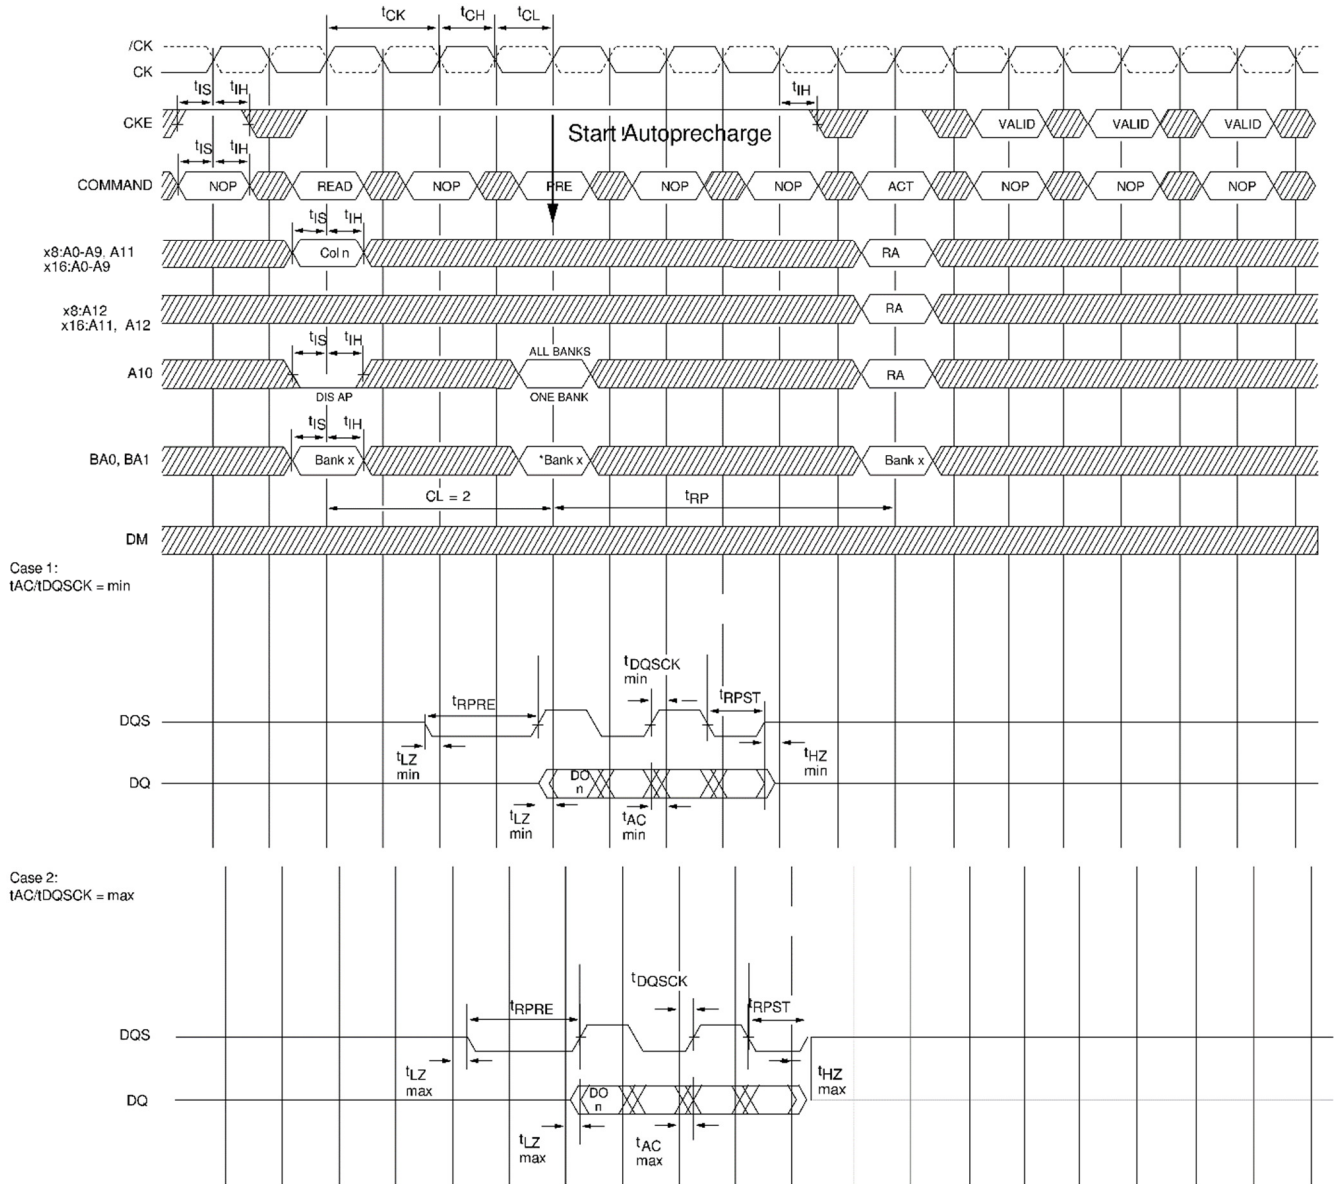 tCK tCH tCL
/CK
CK
tIS tIH tIH
CKE VALID VALID VALID
Start !Autoprecharge
tIS tIH
COMMAND NOP READ NOP PRE NOP NOP ACT NOP NOP NOP
tIS tIH
x8:A0-A9, A11 Col n RA
x16:A0-A9
x8:A12 RA
x16:A11, A12
tIS tIH ALL BANKS
A10 RA
DIS AP ONE BANK
tIS tIH
BA0, BA1 Bank x *Bank x Bank x
CL = 2 tRP
DM
Case 1:
tAC/tDQSCK = min
tDQSCK
min
tRPRE tRPST
DQS
tLZ tHZ
min min
DQ DO
n
tLZ tAC
min min
Case 2:
tAC/tDQSCK = max
tDQSCK
tRPRE tRPST
DQS
tLZ tHZ
max max
DQ DO
n
tLZ tAC
max max